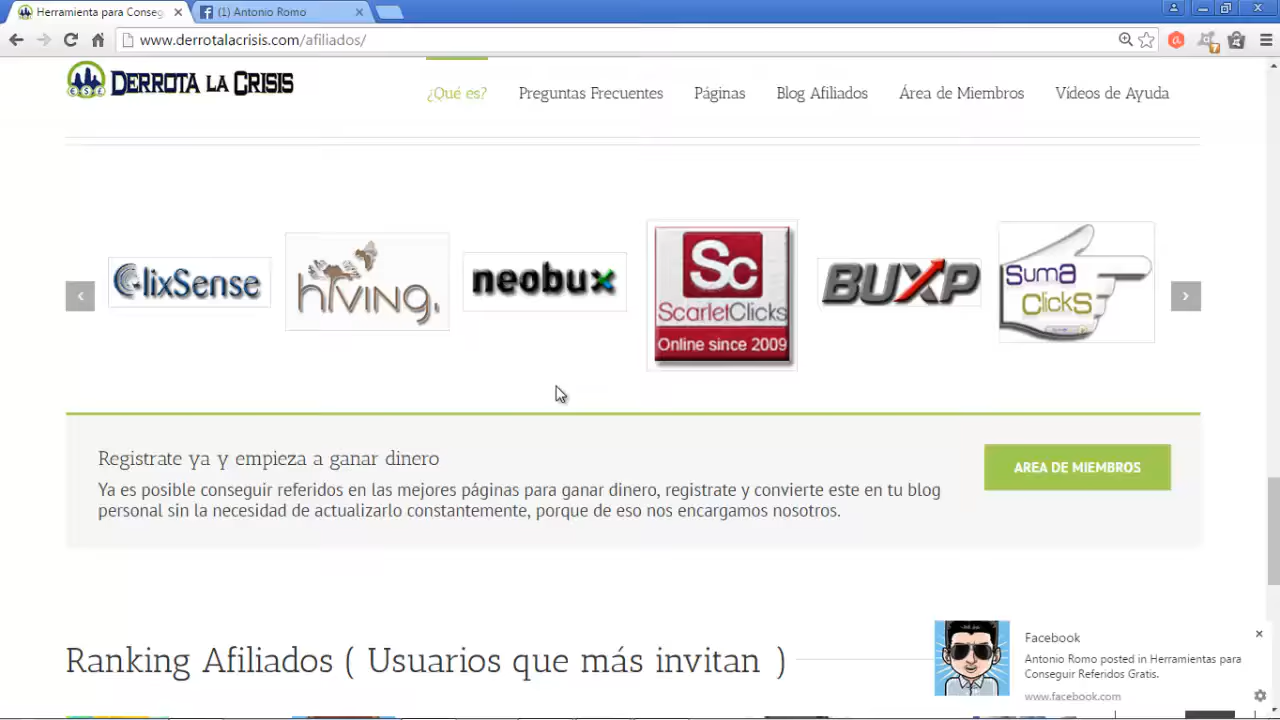 Herramienta para Conseg
(1) Antonio Romo
www.derrotalacrisis.com/afiliados/
DERROTA LA CRISIS
¿Qué es?
Preguntas Frecuentes
Páginas
Blog Afiliados
Área de Miembros
Vídeos de Ayuda
ClixSense
hiving.
neobux
Sc
ScarletClicks
Online since 2009
BUXP
Suma
Clicks
Registrate ya y empieza a ganar dinero
Ya es posible conseguir referidos en las mejores páginas para ganar dinero, registrate y convierte este en tu blog
personal sin la necesidad de actualizarlo constantemente, porque de eso nos encargamos nosotros.
AREA DE MIEMBROS
Ranking Afiliados ( Usuarios que más invitan )
Facebook
Antonio Romo posted in Herramientas para
Conseguir Referidos Gratis.
www.facebook.com